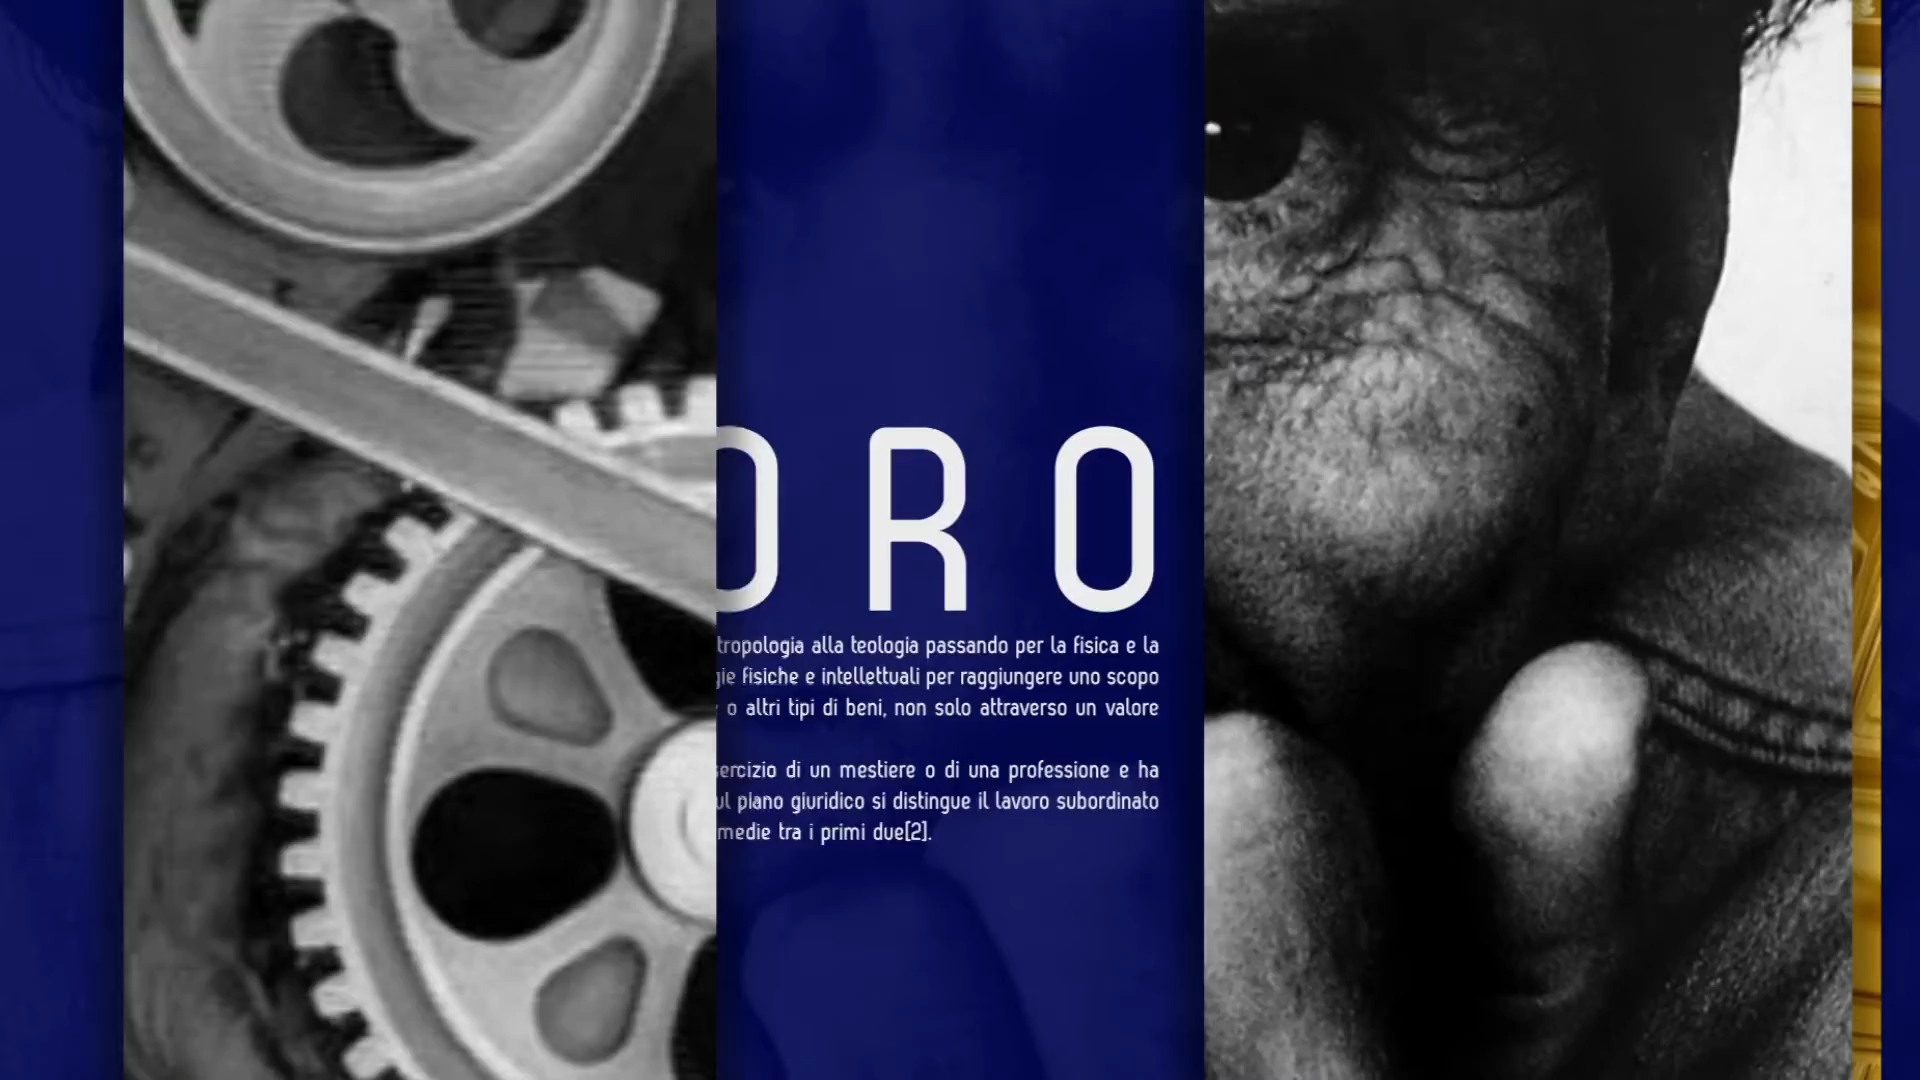 ORO
tropologia alla teologia passando per la fisica e la
gie fisiche e intellettuali per raggiungere uno scopo
o altri tipi di beni, non solo attraverso un valore
sercizio di un mestiere o di una professione e ha
ul piano giuridico si distingue il lavoro subordinato
medie tra i primi due[2].